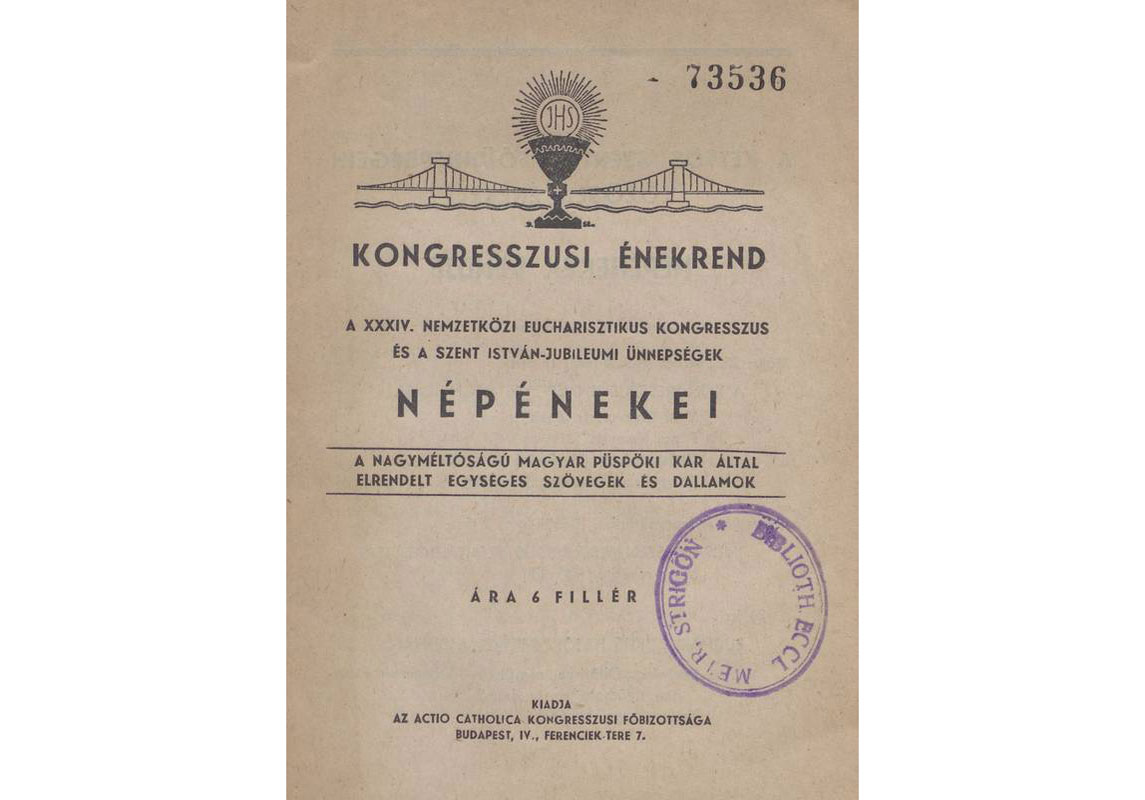 73536
JHS
KONGRESSZUSI ÉNEKREND
A XXXIV. NEMZETKÖZI EUCHARISZTIKUS KONGRESSZUS
ÉS A SZENT ISTVÁN-JUBILEUMI ÜNNEPSÉGEK
NÉPÉNEKEI
A NAGYMÉLTÓSÁGÚ MAGYAR PÜSPÖKI KAR ÁLTAL
ELRENDELT EGYSÉGES SZÖVEGEK ÉS DALLAMOK
ÁRA 6 FILLÉR
* BIBLIOTH. ECCL. METR. STRIGON
KIADJA
AZ ACTIO CATHOLICA KONGRESSZUSI FŐBIZOTTSÁGA
BUDAPEST, IV., FERENCIEK-TERE 7.